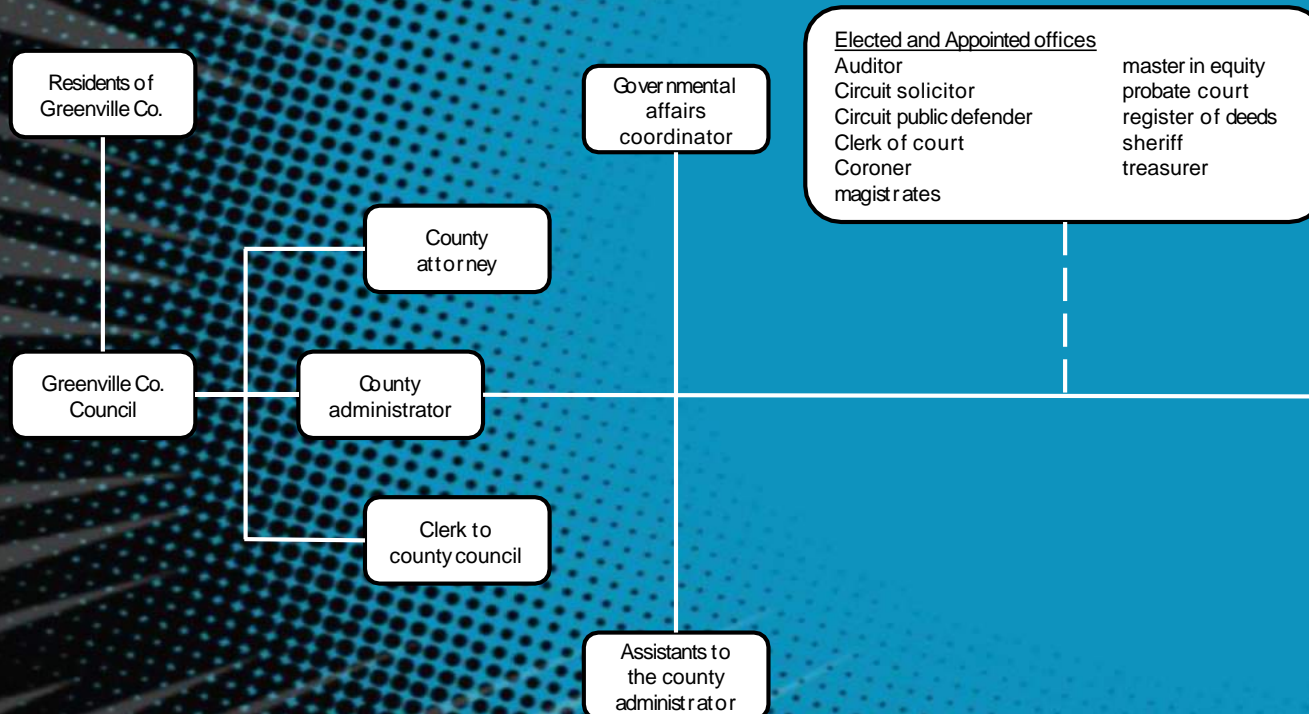 Residents of
Greenville Co.
Governmental
affairs
coordinator
Elected and Appointed offices
Auditor
Circuit solicitor
Circuit public defender
Clerk of court
Coroner
magistrates
master in equity
probate court
register of deeds
sheriff
treasurer
County
attorney
Greenville Co.
Council
County
administrator
Clerk to
county council
Assistants to
the county
administrator